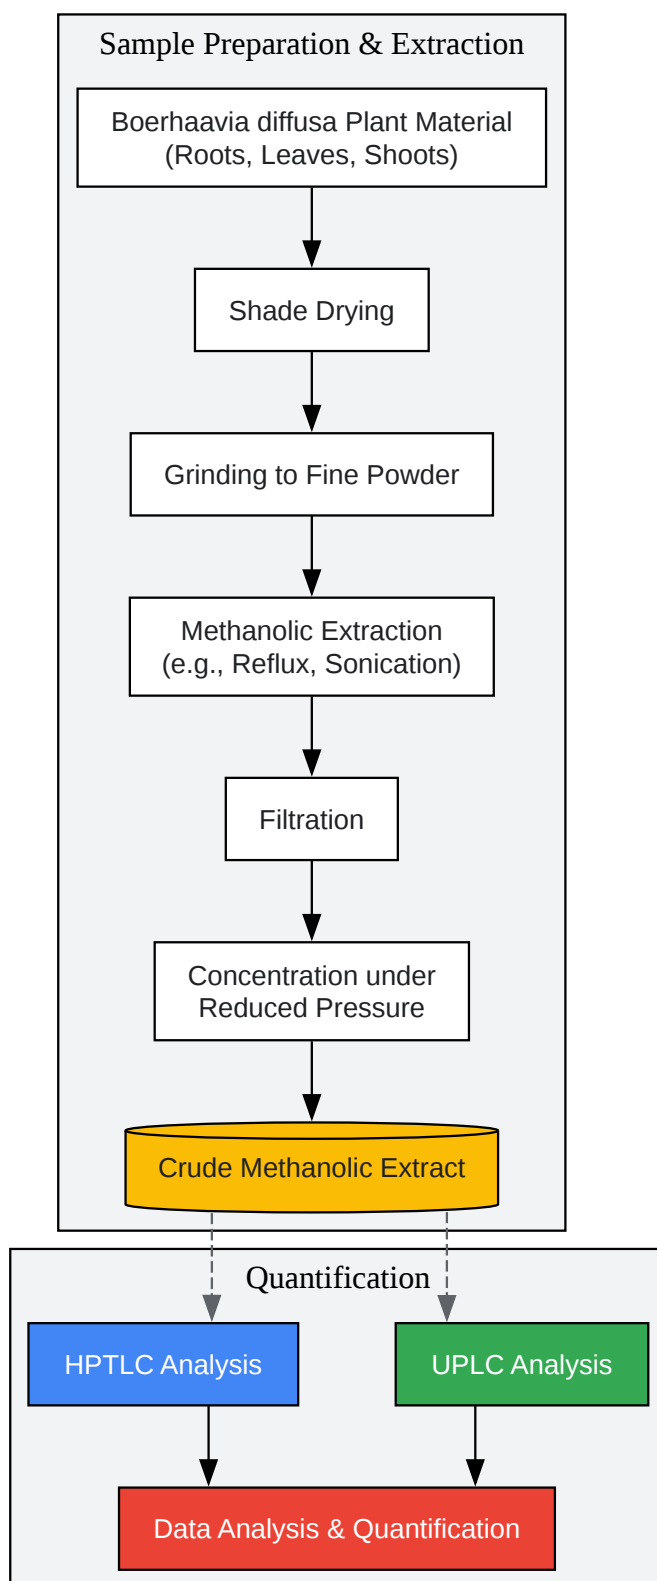 Sample Preparation & Extraction
Boerhaavia diffusa Plant Material
(Roots, Leaves, Shoots)
Shade Drying
Grinding to Fine Powder
Methanolic Extraction
(e.g., Reflux, Sonication)
Filtration
Concentration under
Reduced Pressure
Crude Methanolic Extract
Quantification
HPTLC Analysis
UPLC Analysis
Data Analysis & Quantification